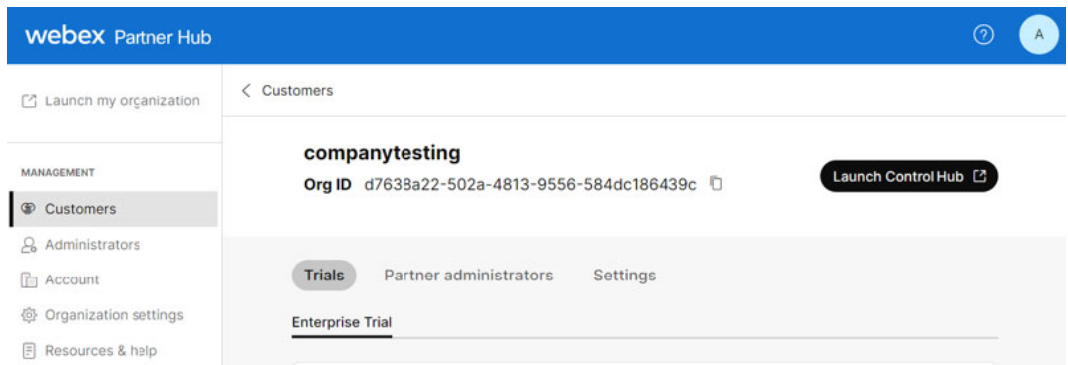 webex Partner Hub
A
Launch my organization
MANAGEMENT
Customers
Administrators
Account
Organization settings
Resources & help
Customers
companytesting
Org ID d7638a22-502a-4813-9556-584dc186439c
Launch Control Hub
Trials Partner administrators Settings
Enterprise Trial